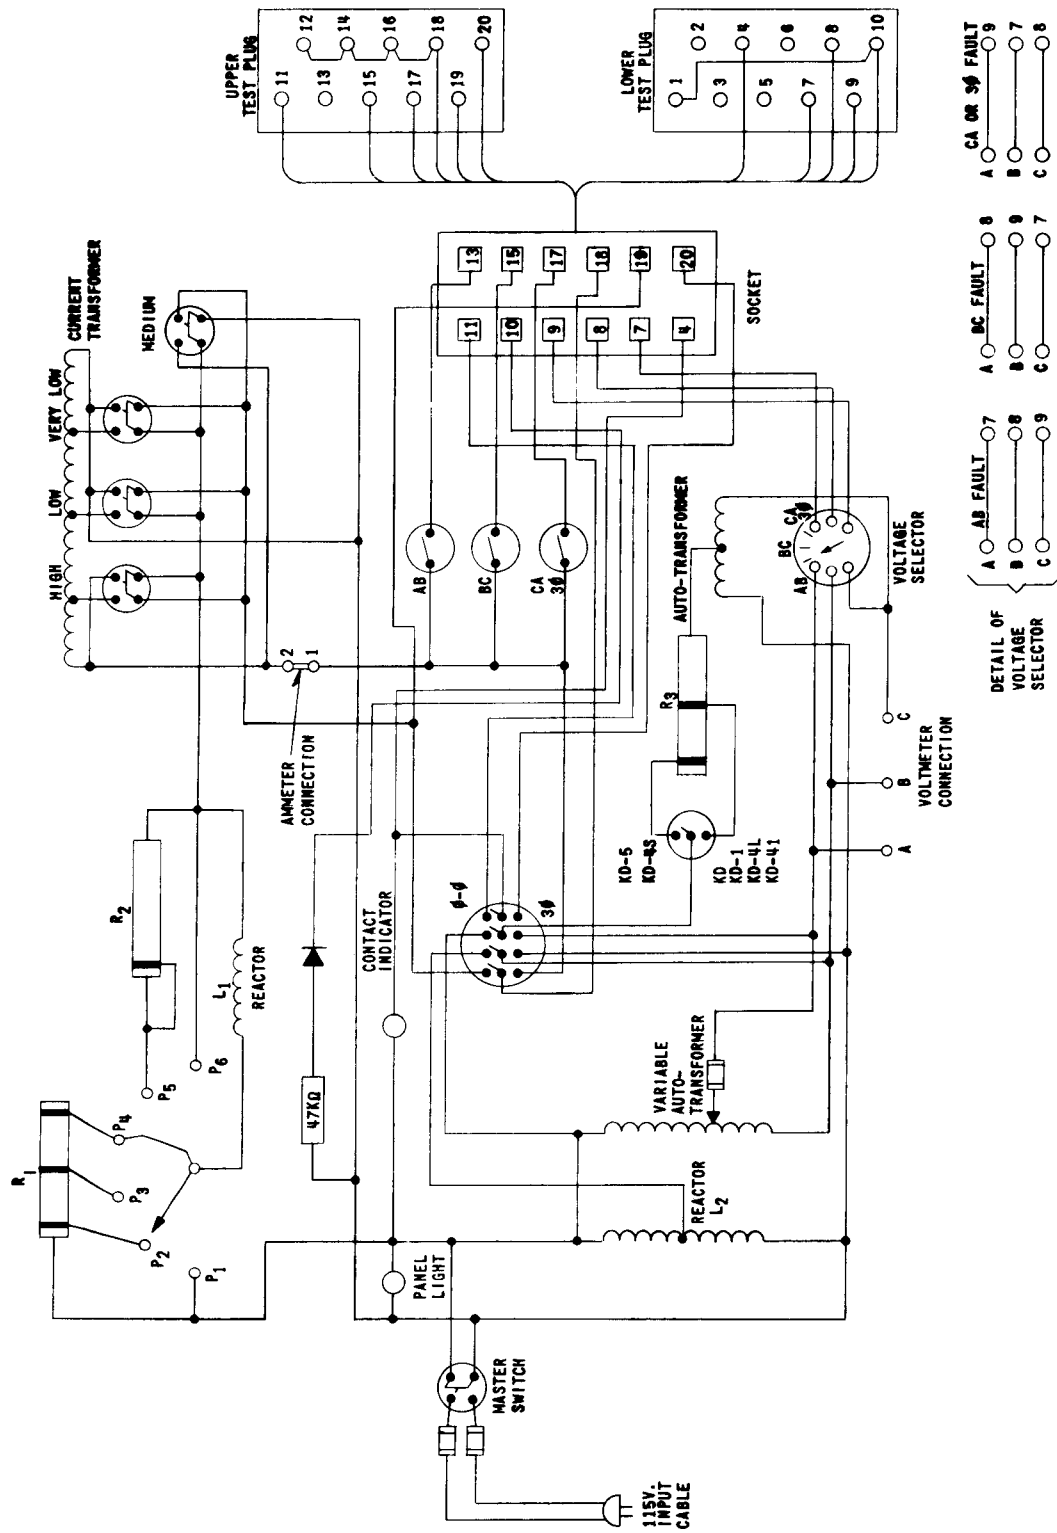 UPPER
TEST PLUG
12
14
16
18
20
11
13
15
17
19
LOWER
TEST PLUG
2
4
6
8
10
1
3
5
7
9
CURRENT
TRANSFORMER
HIGH
LOW
VERY LOW
MEDIUM
SOCKET
13
15
17
18
19
20
11
10
9
8
7
4
AB
BC
CA
3Ø
AMMETER
CONNECTION
2
1
R1
R2
P1
P2
P3
P4
P5
P6
L1
REACTOR
47KΩ
CONTACT
INDICATOR
PANEL
LIGHT
Ø-Ø
3Ø
AUTO-TRANSFORMER
R3
KD-5
KD-4S
KD
KD-1
KD-4L
KD-41
AB
BC
CA
3Ø
VOLTAGE
SELECTOR
A
B
C
VOLTMETER
CONNECTION
VARIABLE
AUTO-
TRANSFORMER
REACTOR
L2
MASTER
SWITCH
115V.
INPUT
CABLE
DETAIL OF
VOLTAGE
SELECTOR
AB FAULT
A 7
B 8
C 9
BC FAULT
A 8
B 9
C 7
CA OR 3Ø FAULT
A 9
B 7
C 8